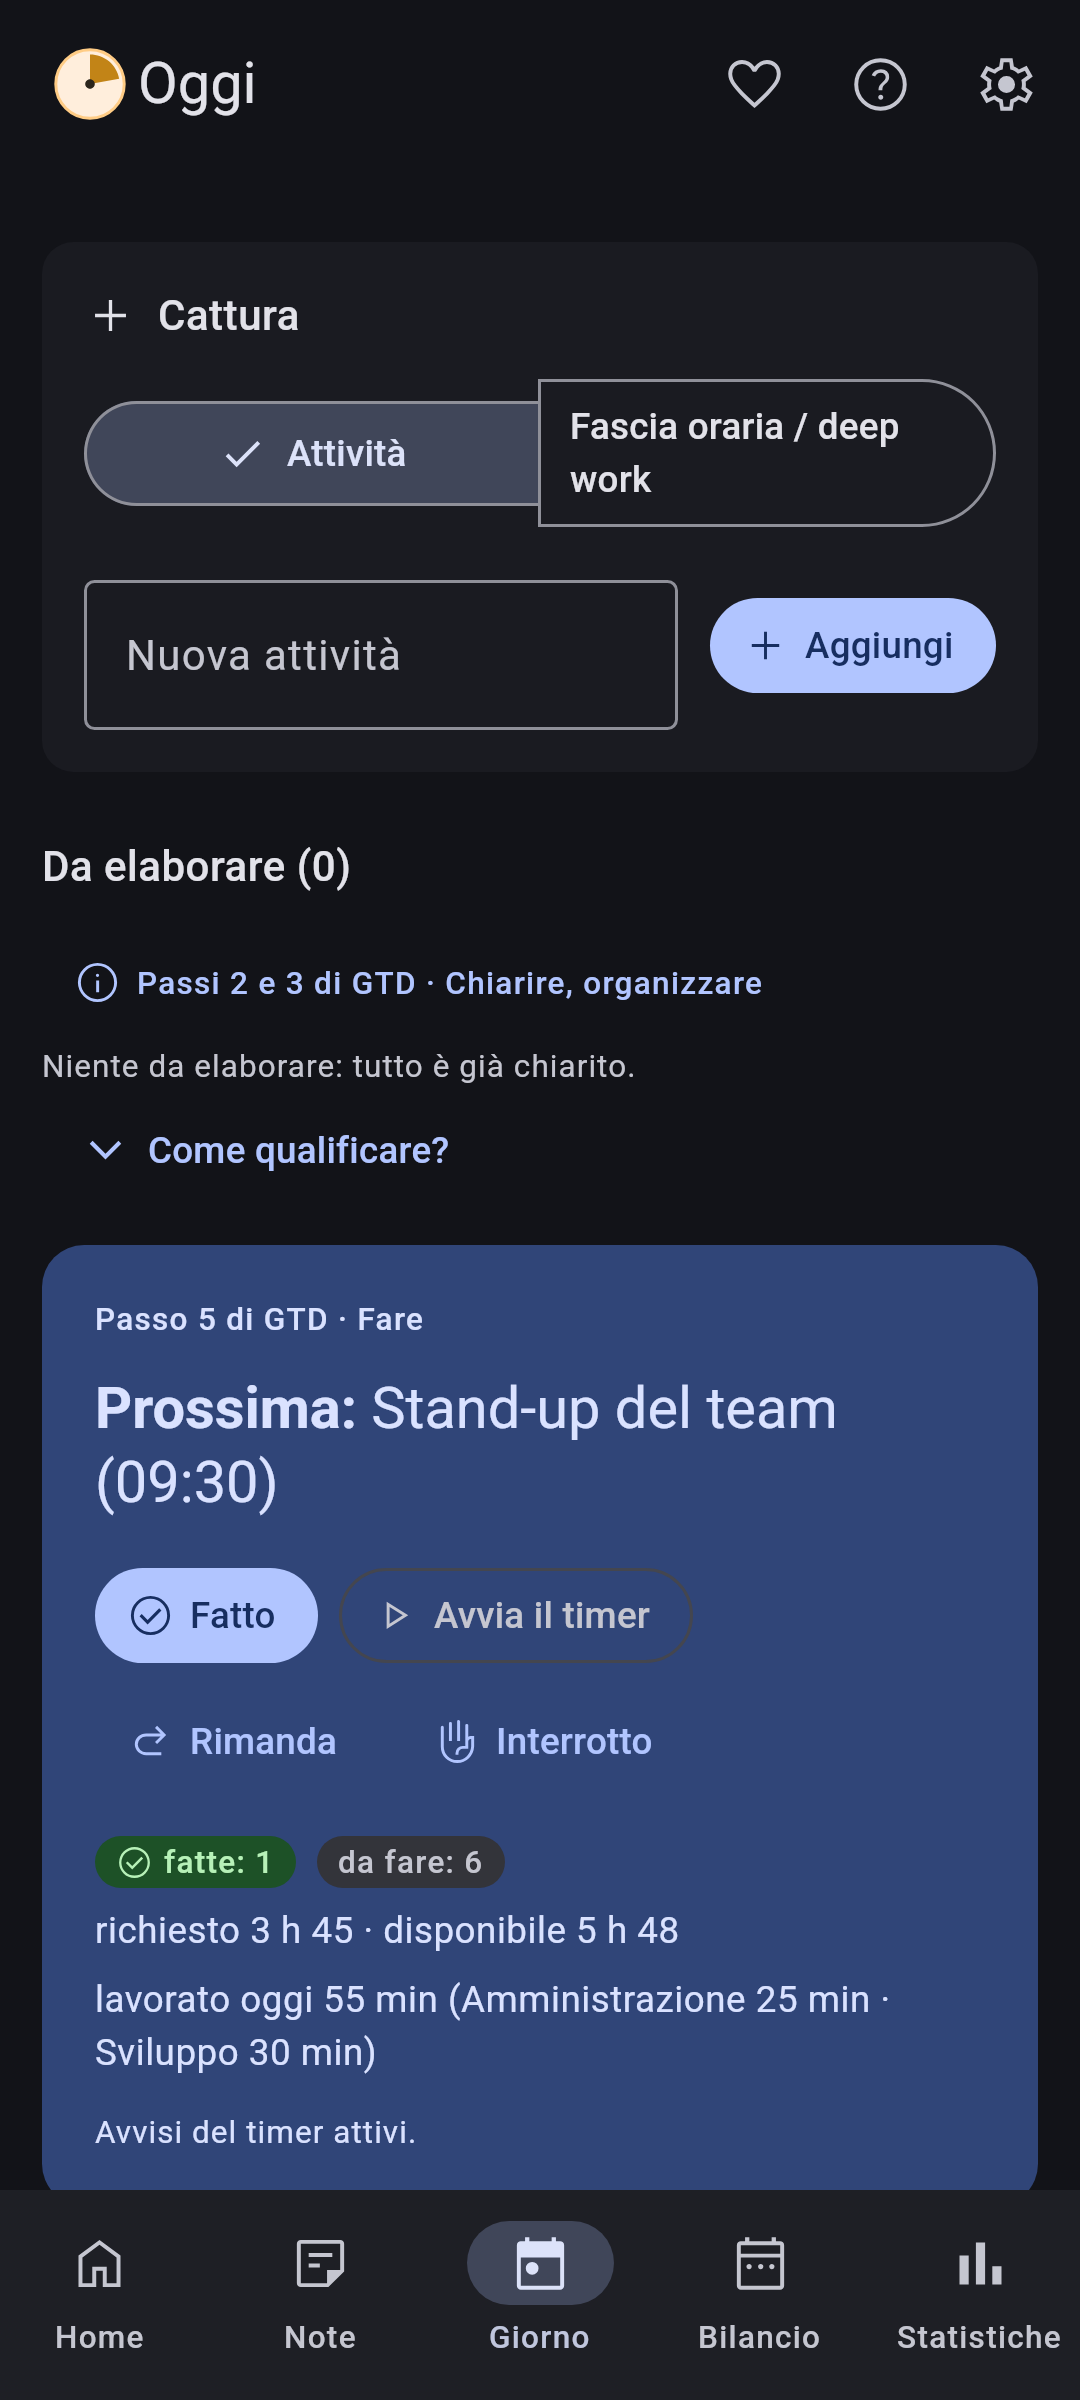 Oggi
Cattura
Attività
Fascia oraria / deep
work
Nuova attività
Aggiungi
Da elaborare (0)
Passi 2 e 3 di GTD · Chiarire, organizzare
Niente da elaborare: tutto è già chiarito.
Come qualificare?
Passo 5 di GTD · Fare
Prossima: Stand-up del team
(09:30)
Fatto
Avvia il timer
Rimanda
Interrotto
fatte: 1
da fare: 6
richiesto 3 h 45 · disponibile 5 h 48
lavorato oggi 55 min (Amministrazione 25 min ·
Sviluppo 30 min)
Avvisi del timer attivi.
Home
Note
Giorno
Bilancio
Statistiche